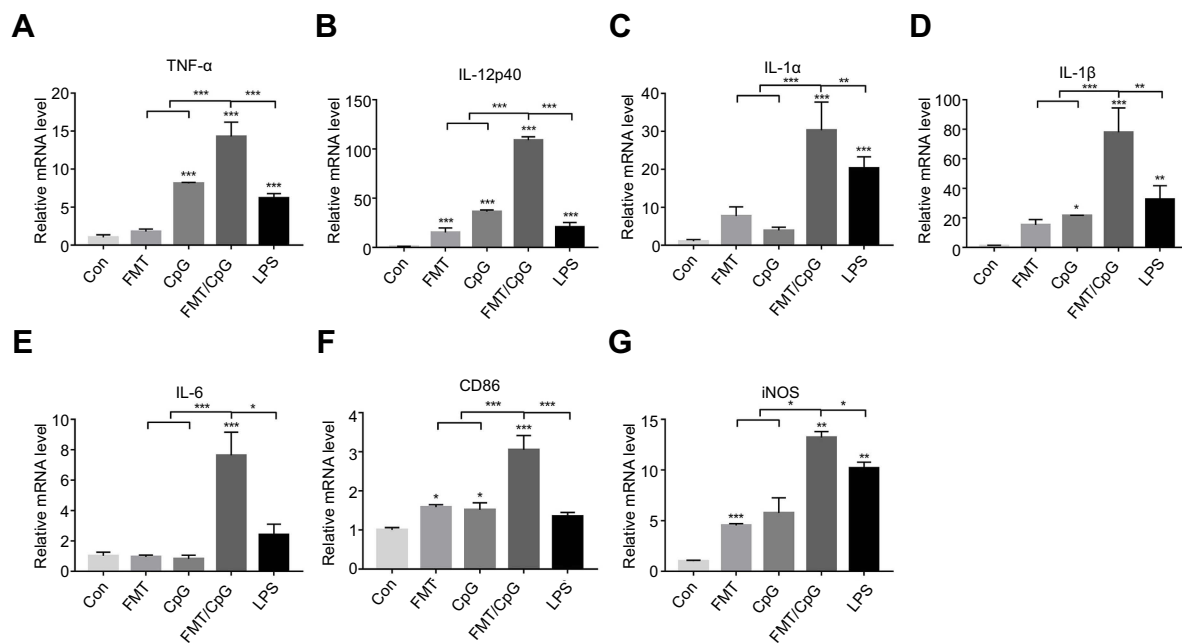 A
TNF-α
Relative mRNA level
20
15
10
5
0
***
***
***
***
***
Con
FMT
CpG
FMT/CpG
LPS
B
IL-12p40
Relative mRNA level
150
100
50
0
***
***
***
***
***
***
Con
FMT
CpG
FMT/CpG
LPS
C
IL-1α
Relative mRNA level
40
30
20
10
0
***
**
***
***
Con
FMT
CpG
FMT/CpG
LPS
D
IL-1β
Relative mRNA level
100
80
60
40
20
0
***
**
***
*
**
Con
FMT
CpG
FMT/CpG
LPS
E
IL-6
Relative mRNA level
10
8
6
4
2
0
***
*
***
Con
FMT
CpG
FMT/CpG
LPS
F
CD86
Relative mRNA level
4
3
2
1
0
***
***
***
*
*
Con
FMT
CpG
FMT/CpG
LPS
G
iNOS
Relative mRNA level
15
10
5
0
*
*
**
**
***
Con
FMT
CpG
FMT/CpG
LPS